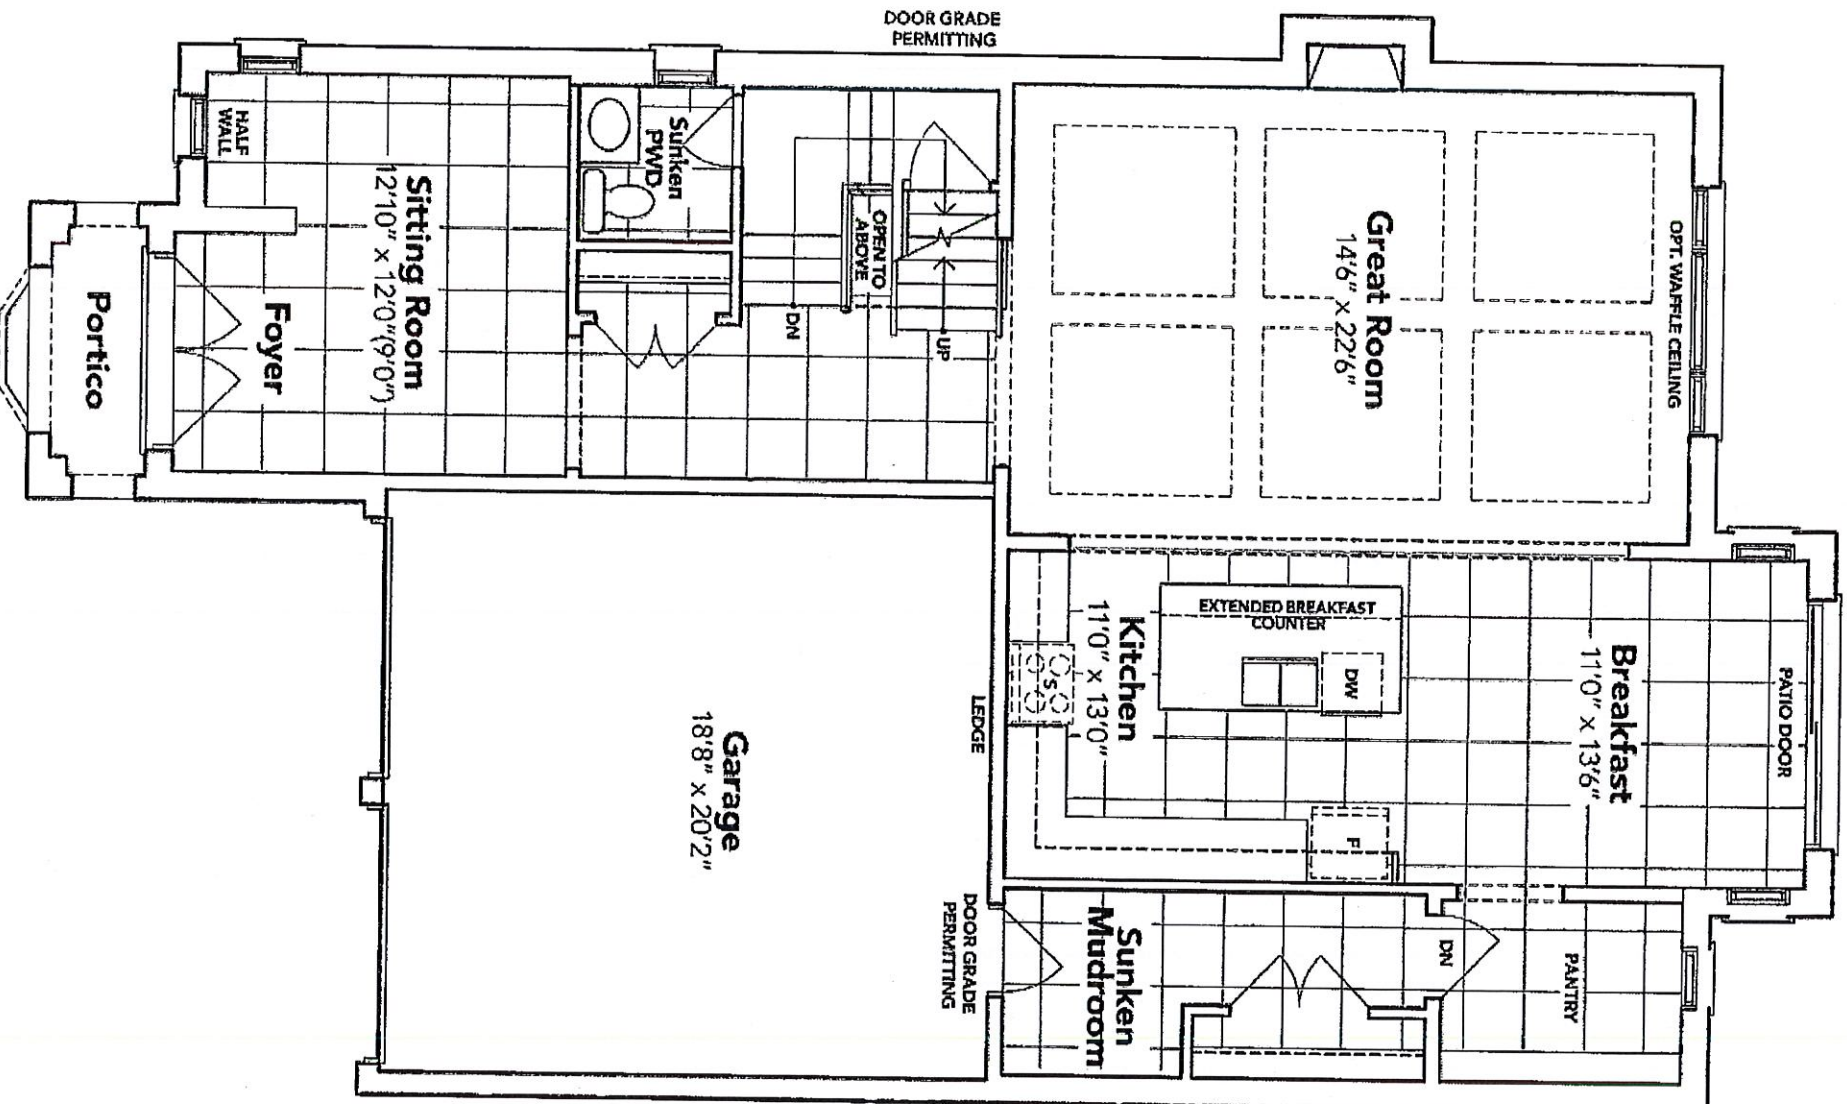 DOOR GRADE
PERMITTING
OPT. WAFFLE CEILING
Great Room
14'6" x 22'6"
PATIO DOOR
Breakfast
11'0" x 13'6"
EXTENDED BREAKFAST
COUNTER
DW
Kitchen
11'0" x 13'0"
S
F
PANTRY
DN
Sunken
Mudroom
LEDGE
DOOR GRADE
PERMITTING
Garage
18'8" x 20'2"
UP
OPEN TO
ABOVE
DN
Sunken
PWD
Sitting Room
12'10" x 12'0"(9'0")
HALF
WALL
Foyer
Portico